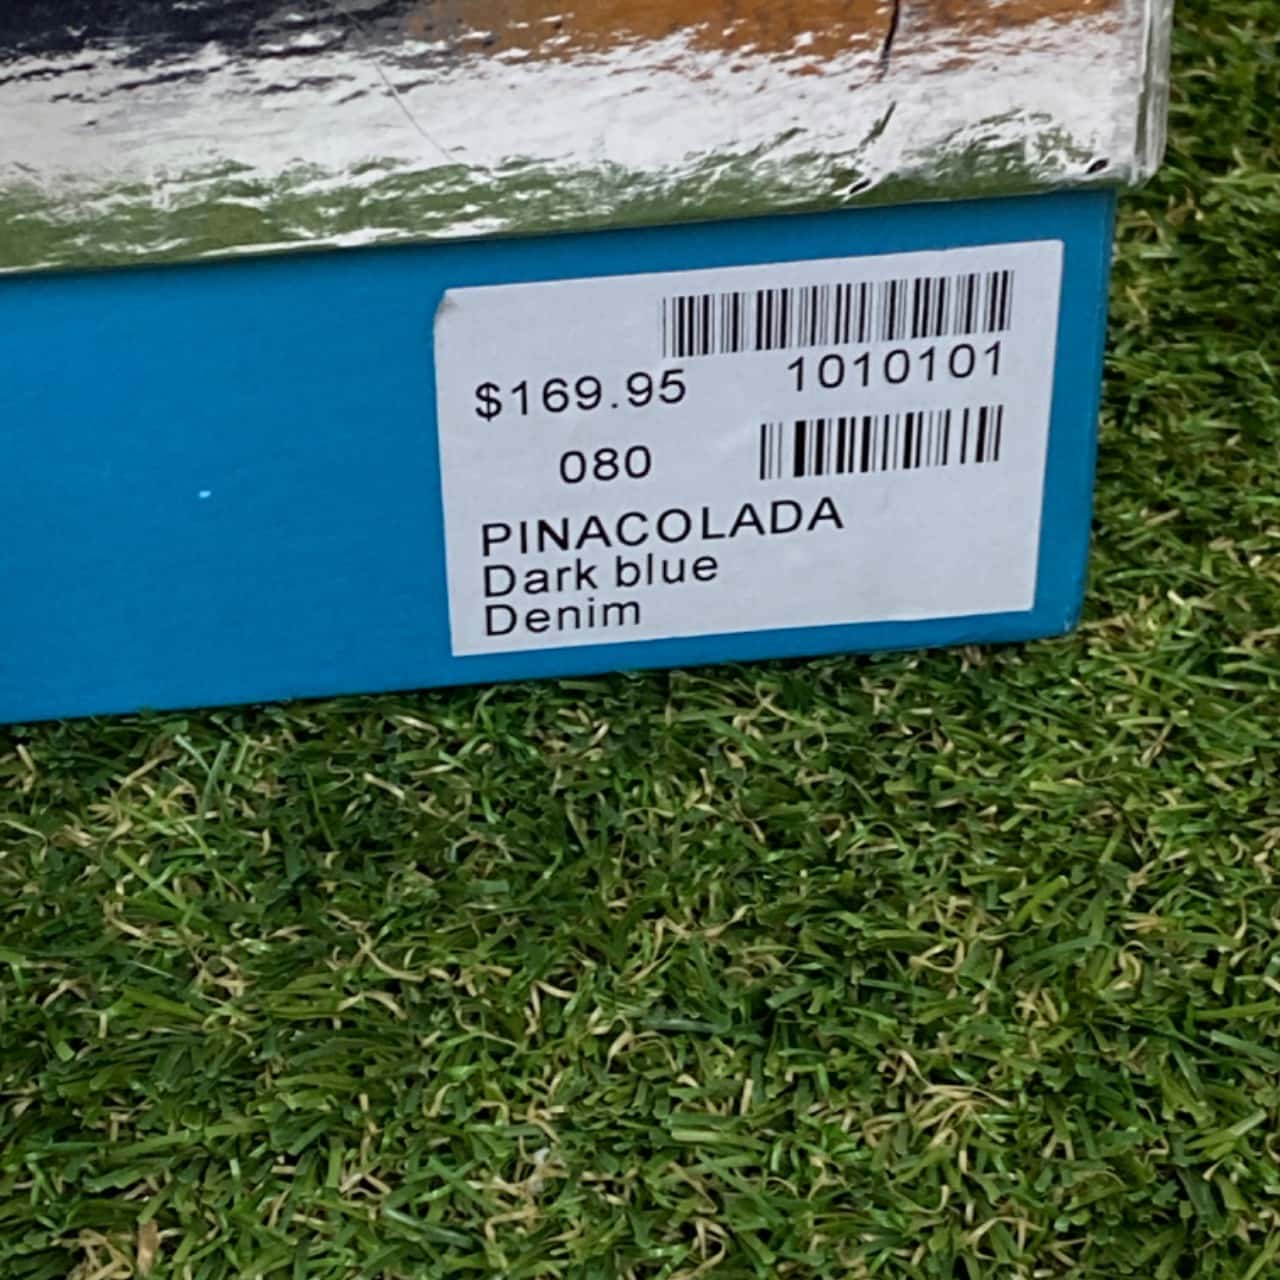 $169.95 1010101
080
PINACOLADA
Dark blue
Denim